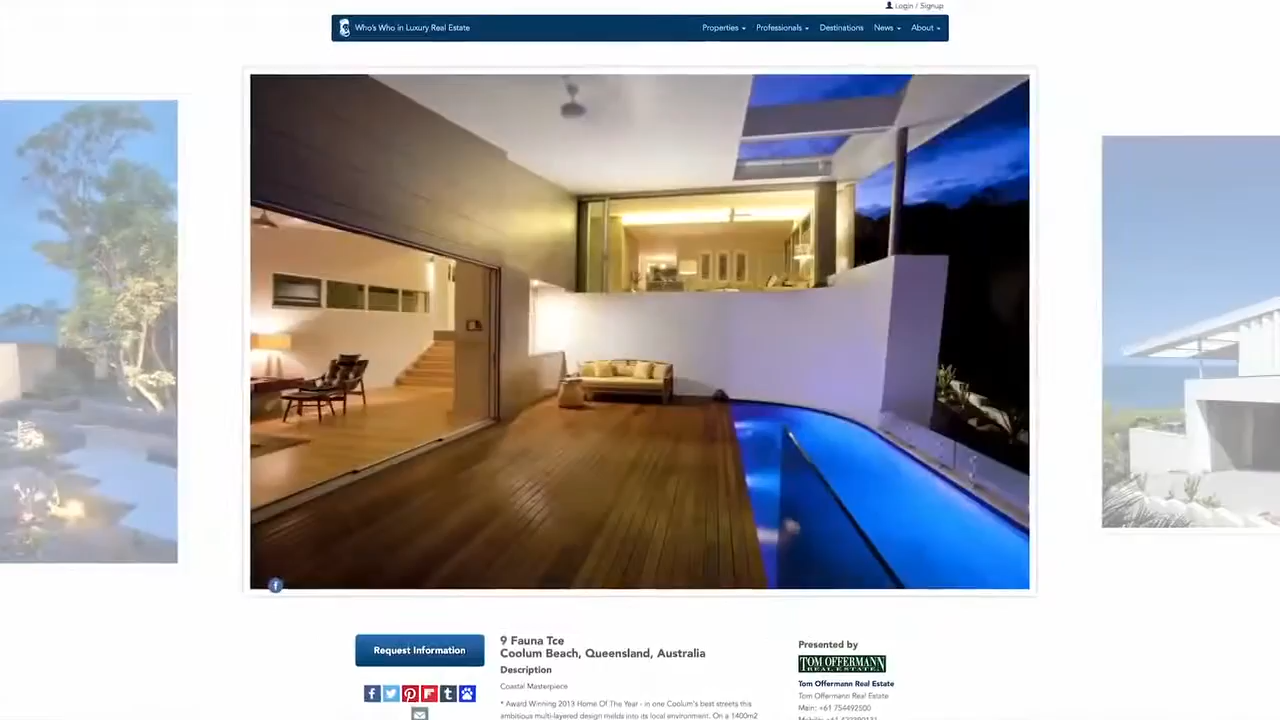 Login / Signup
Who's Who in Luxury Real Estate
Properties
Professionals
Destinations
News
About
Request Information
9 Fauna Tce
Coolum Beach, Queensland, Australia
Description
Coastal Masterpiece
* Award Winning 2013 Home Of The Year - in one Coolum's best streets this
ambitious multi-layered design melds into its local environment. On a 1400m2
Presented by
TOM OFFERMANN
REAL ESTATE
Tom Offermann Real Estate
Tom Offermann Real Estate
Main: +61 754492500